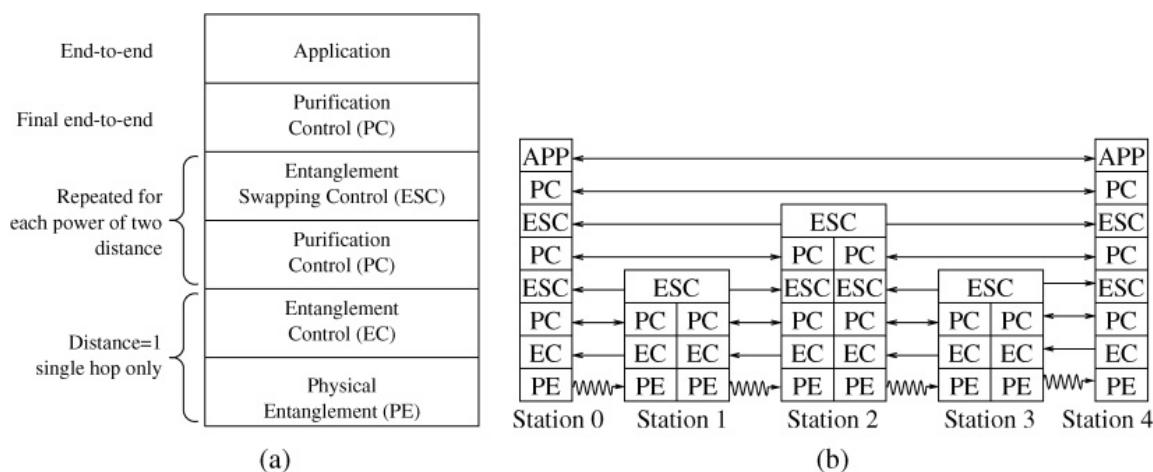 End-to-end
Application
Final end-to-end
Purification
Control (PC)
Repeated for
each power of two
distance
Entanglement
Swapping Control (ESC)
Purification
Control (PC)
Distance=1
single hop only
Entanglement
Control (EC)
Physical
Entanglement (PE)
(a)
APP APP
PC PC
ESC ESC ESC
PC PC PC PC
ESC ESC ESC ESC ESC ESC
PC PC PC PC PC PC PC PC
EC EC EC EC EC EC EC EC
PE PE PE PE PE PE PE PE
Station 0 Station 1 Station 2 Station 3 Station 4
(b)